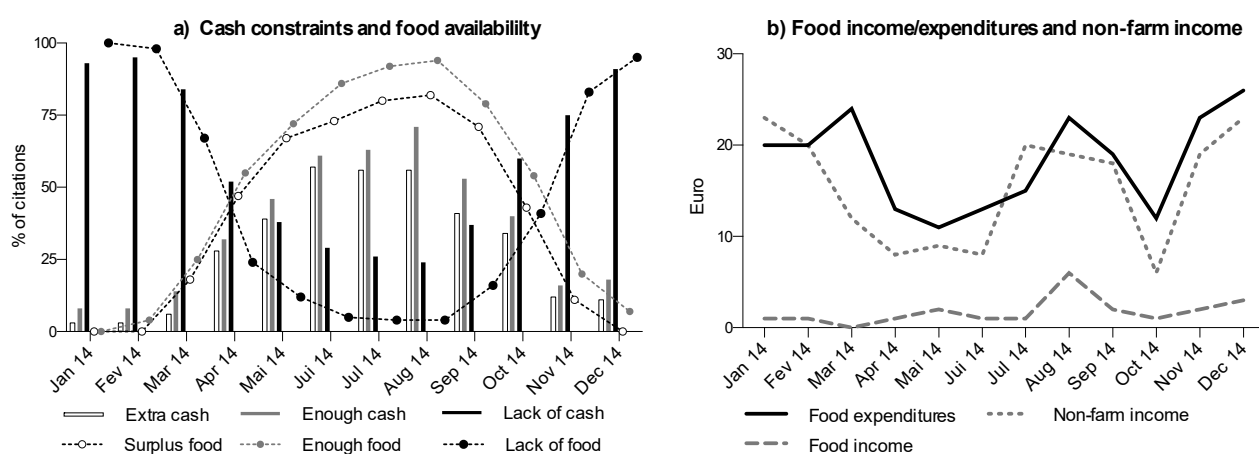 a) Cash constraints and food availabililty
% of citations
100
75
50
25
0
Jan 14
Fev 14
Mar 14
Apr 14
Mai 14
Jui 14
Jul 14
Aug 14
Sep 14
Oct 14
Nov 14
Dec 14
Extra cash Enough cash Lack of cash
Surplus food Enough food Lack of food
b) Food income/expenditures and non-farm income
Euro
30
20
10
0
Jan 14
Fev 14
Mar 14
Apr 14
Mai 14
Jui 14
Jul 14
Aug 14
Sep 14
Oct 14
Nov 14
Dec 14
Food expenditures Non-farm income
Food income